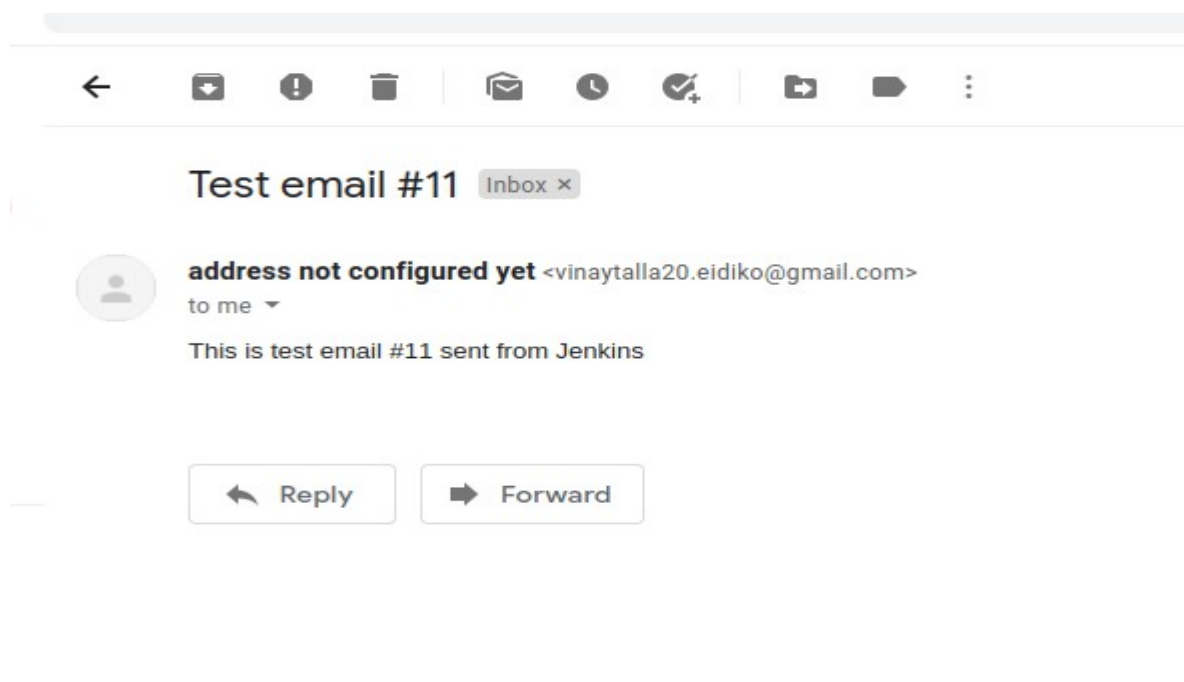 Test email #11 Inbox ×
address not configured yet <vinaytalla20.eidiko@gmail.com>
to me
This is test email #11 sent from Jenkins
Reply Forward